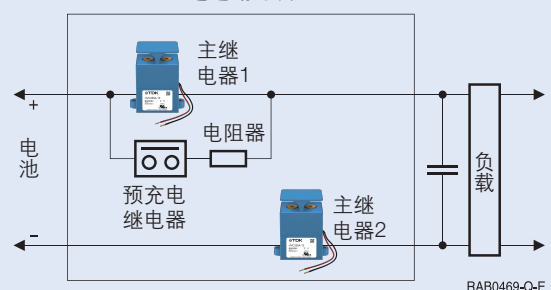 主继
电器1
+
电池
电阻器
预充电
继电器
负载
主继
电器2
−
RAB0469-Q-E